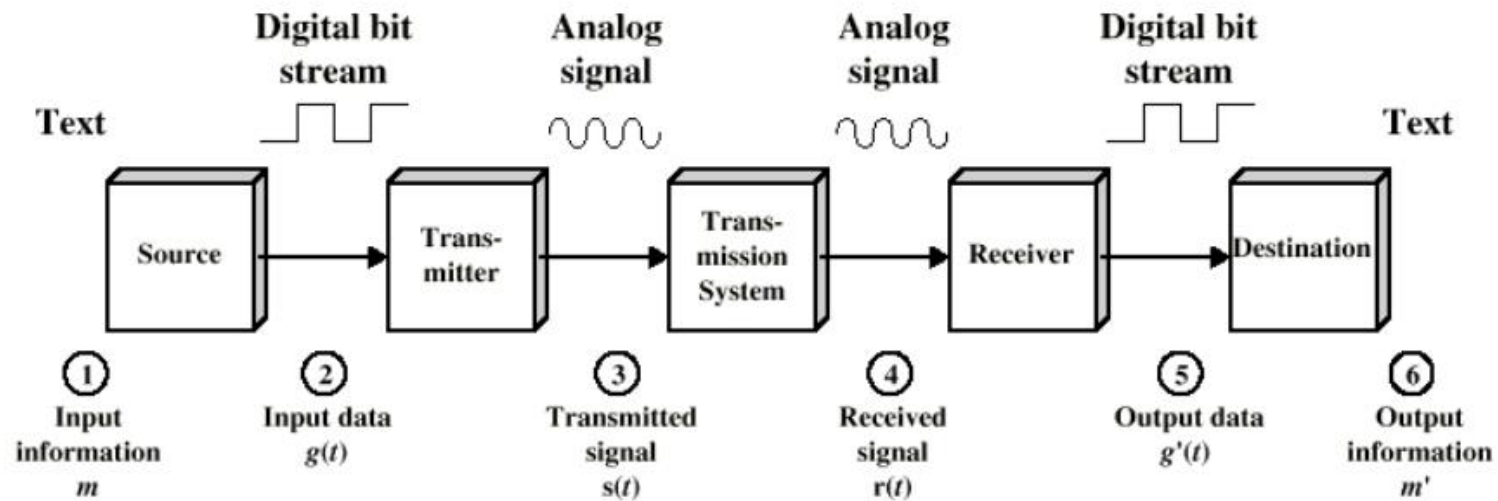 Digital bit
stream
Analog
signal
Analog
signal
Digital bit
stream
Text
Text
Source
Trans-
mitter
Trans-
mission
System
Receiver
Destination
1
Input
information
m
2
Input data
g(t)
3
Transmitted
signal
s(t)
4
Received
signal
r(t)
5
Output data
g'(t)
6
Output
information
m'